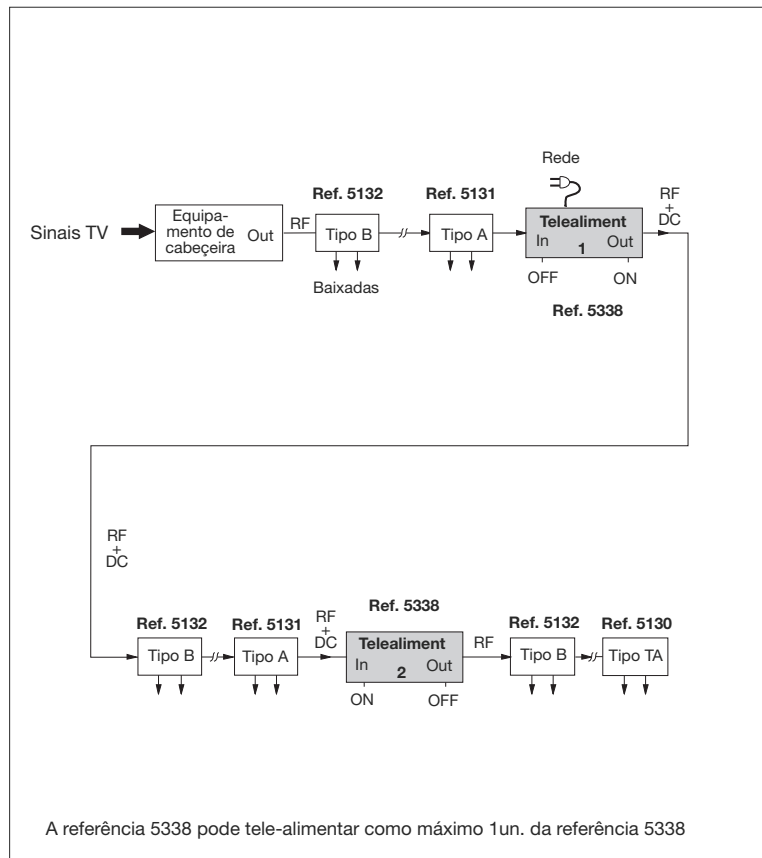 Rede
Ref. 5132
Ref. 5131
RF
+
DC
Sinais TV
Equipa-
mento de
cabeçeira
Out
RF
Tipo B
Tipo A
Telealiment
In
1
Out
Baixadas
OFF
ON
Ref. 5338
RF
+
DC
Ref. 5132
Ref. 5131
RF
+
DC
Ref. 5338
Ref. 5132
Ref. 5130
Tipo B
Tipo A
Telealiment
In
2
Out
RF
Tipo B
Tipo TA
ON
OFF
A referência 5338 pode tele-alimentar como máximo 1un. da referência 5338